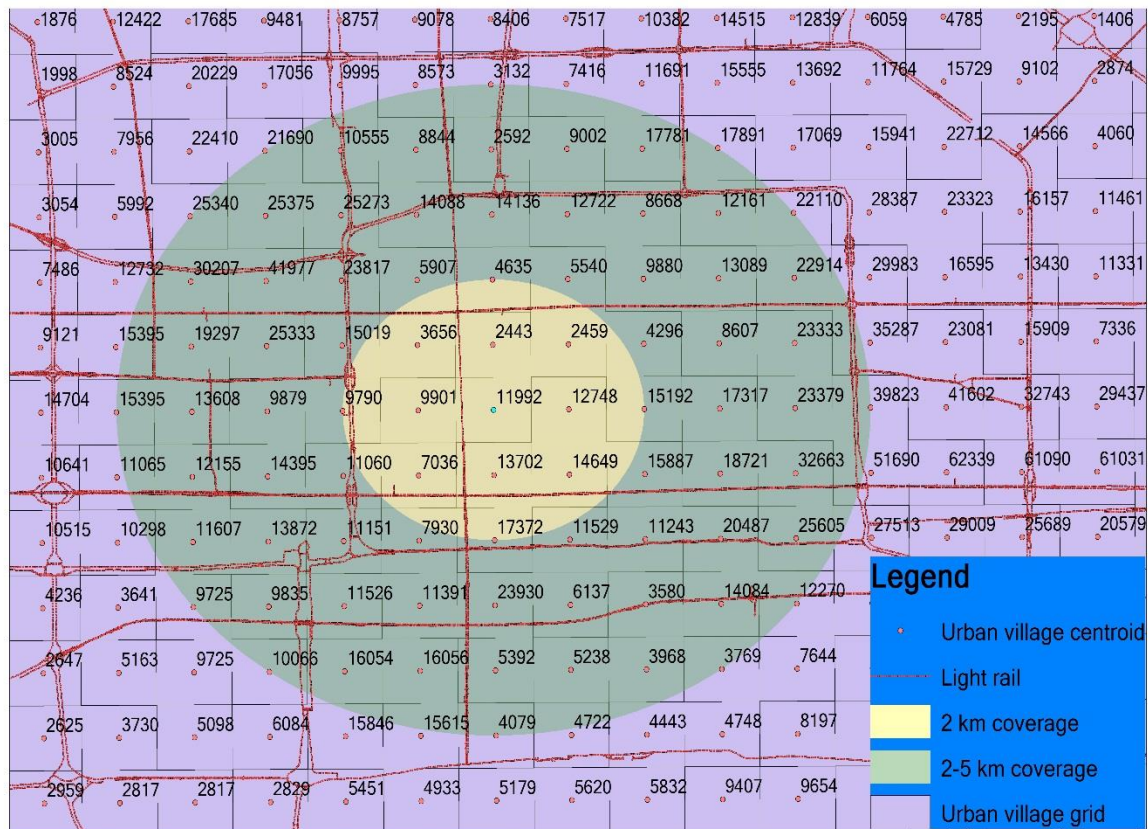 1876 12422 17685 9481 8757 9078 8406 7517 10382 14515 12839 6059 4785 2195 1406
1998 8524 20229 17056 9995 8573 3132 7416 11691 15555 13692 11764 15729 9102 2874
3005 7956 22410 21690 10555 8844 2592 9002 17781 17891 17069 15941 22712 14566 4060
3054 5992 25340 25375 25273 14088 14136 12722 8668 12161 22110 28387 23323 16157 11461
7486 12732 30207 41977 23817 5907 4635 5540 9880 13089 22914 29983 16595 13430 11331
9121 15395 19297 25333 15019 3656 2443 2459 4296 8607 23333 35287 23081 15909 7336
14704 15395 13608 9879 9790 9901 11992 12748 15192 17317 23379 39823 41602 32743 29437
10641 11065 12155 14395 11060 7036 13702 14649 15887 18721 32663 51690 62339 61090 61031
10515 10298 11607 13872 11151 7930 17372 11529 11243 20487 25605 27513 29009 25689 20579
4236 3641 9725 9835 11526 11391 23930 6137 3580 14084 12270
2647 5163 9725 10066 16054 16056 5392 5238 3968 3769 7644
2625 3730 5098 6084 15846 15615 4079 4722 4443 4748 8197
2959 2817 2817 2829 5451 4933 5179 5620 5832 9407 9654
Legend
Urban village centroid
Light rail
2 km coverage
2-5 km coverage
Urban village grid